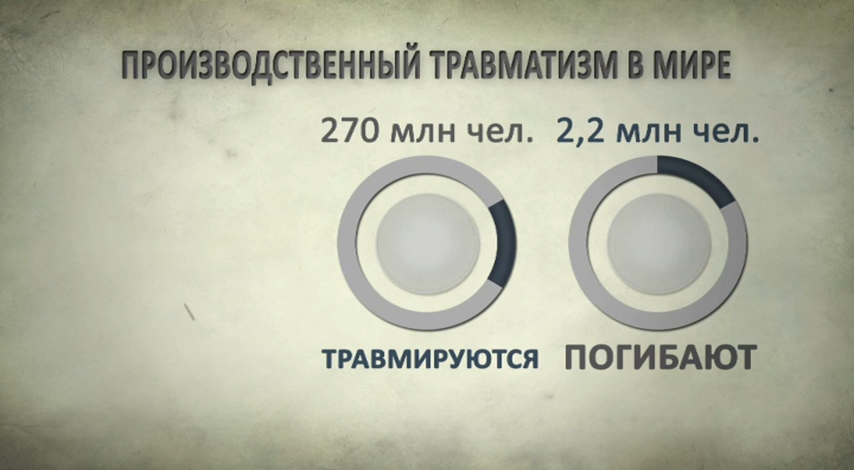 ПРОИЗВОДСТВЕННЫЙ ТРАВМАТИЗМ В МИРЕ
270 млн чел. 2,2 млн чел.
ТРАВМИРУЮТСЯ ПОГИБАЮТ